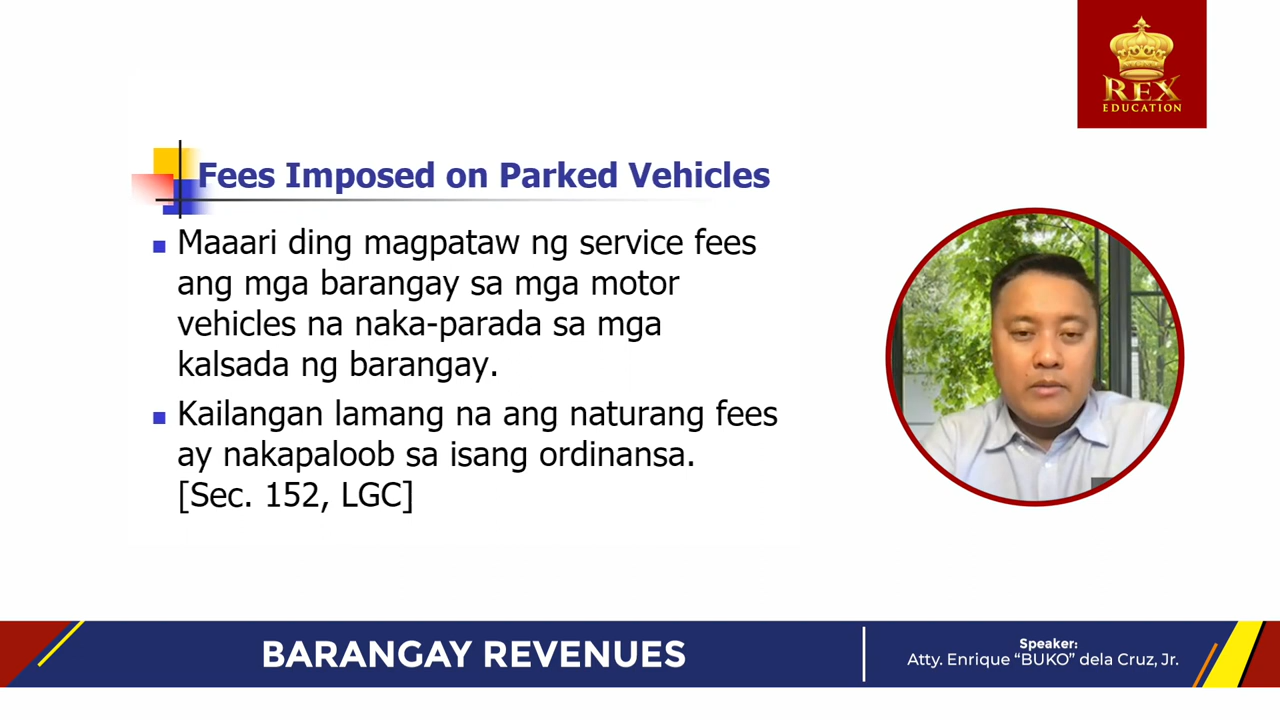 REX
EDUCATION
Fees Imposed on Parked Vehicles
Maaari ding magpataw ng service fees
ang mga barangay sa mga motor
vehicles na naka-parada sa mga
kalsada ng barangay.
Kailangan lamang na ang naturang fees
ay nakapaloob sa isang ordinansa.
[Sec. 152, LGC]
BARANGAY REVENUES
Speaker:
Atty. Enrique “BUKO” dela Cruz, Jr.